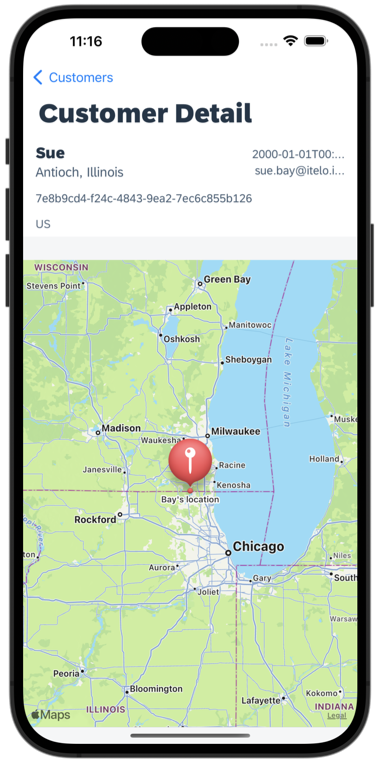 11:16
Customers
Customer Detail
Sue
2000-01-01T00:...
Antioch, Illinois
sue.bay@itelo.i...
7e8b9cd4-f24c-4843-9ea2-7ec6c855b126
US
WISCONSIN
Green Bay
Stevens Point
Appleton
Manitowoc
Oshkosh
Sheboygan
Lake Michigan
Madison
Milwaukee
Waukesha
Janesville
Racine
Holland
Kenosha
Bay's location
Rockford
Chicago
Aurora
Gary
Niles
South
Joliet
Warsaw
Peoria
Bloomington
Kokomo
Lafayette
ILLINOIS
INDIANA
Maps
Legal